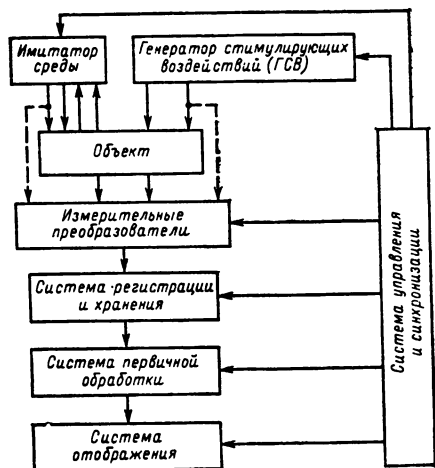 Имитатор
среды
Генератор стимулирующих
воздействий (ГСВ)
Объект
Измерительные
преобразователи
Система регистрации
и хранения
Система первичной
обработки
Система
отображения
Система управления
и синхронизации